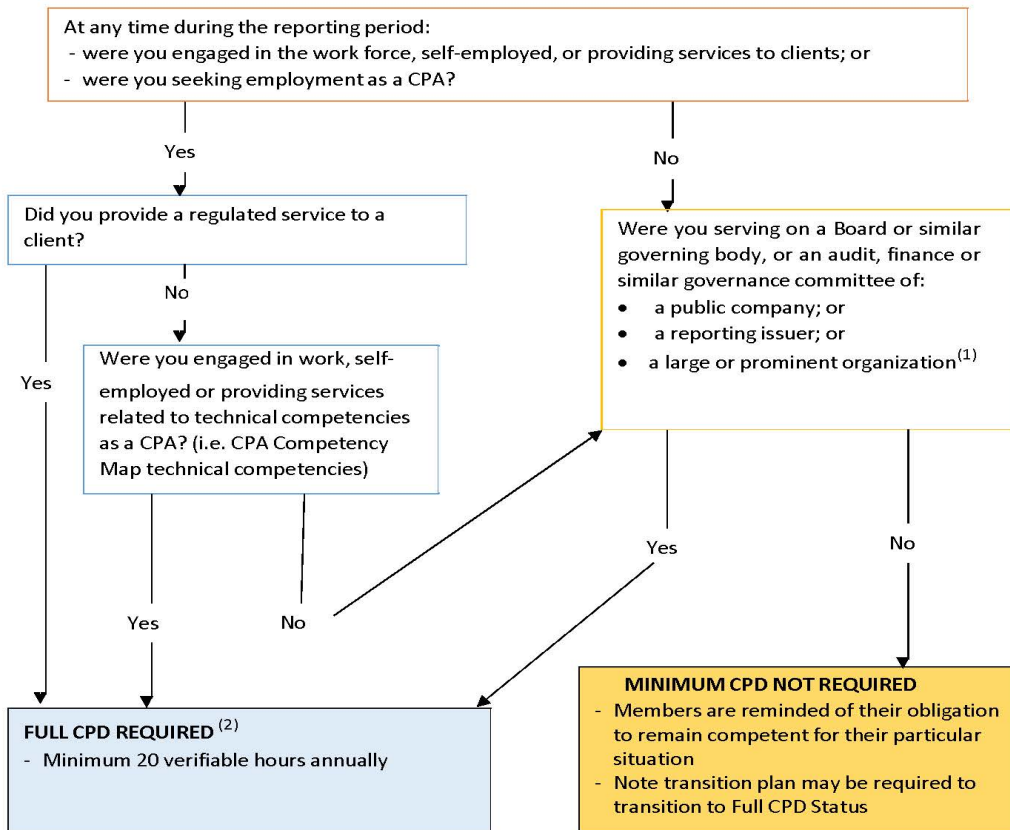 At any time during the reporting period:
- were you engaged in the work force, self-employed, or providing services to clients; or
- were you seeking employment as a CPA?
Yes
No
Did you provide a regulated service to a
client?
Were you serving on a Board or similar
governing body, or an audit, finance or
similar governance committee of:
• a public company; or
• a reporting issuer; or
• a large or prominent organization(1)
No
Yes
Were you engaged in work, self-
employed or providing services
related to technical competencies
as a CPA? (i.e. CPA Competency
Map technical competencies)
Yes
No
Yes
No
FULL CPD REQUIRED (2)
- Minimum 20 verifiable hours annually
MINIMUM CPD NOT REQUIRED
- Members are reminded of their obligation
to remain competent for their particular
situation
- Note transition plan may be required to
transition to Full CPD Status